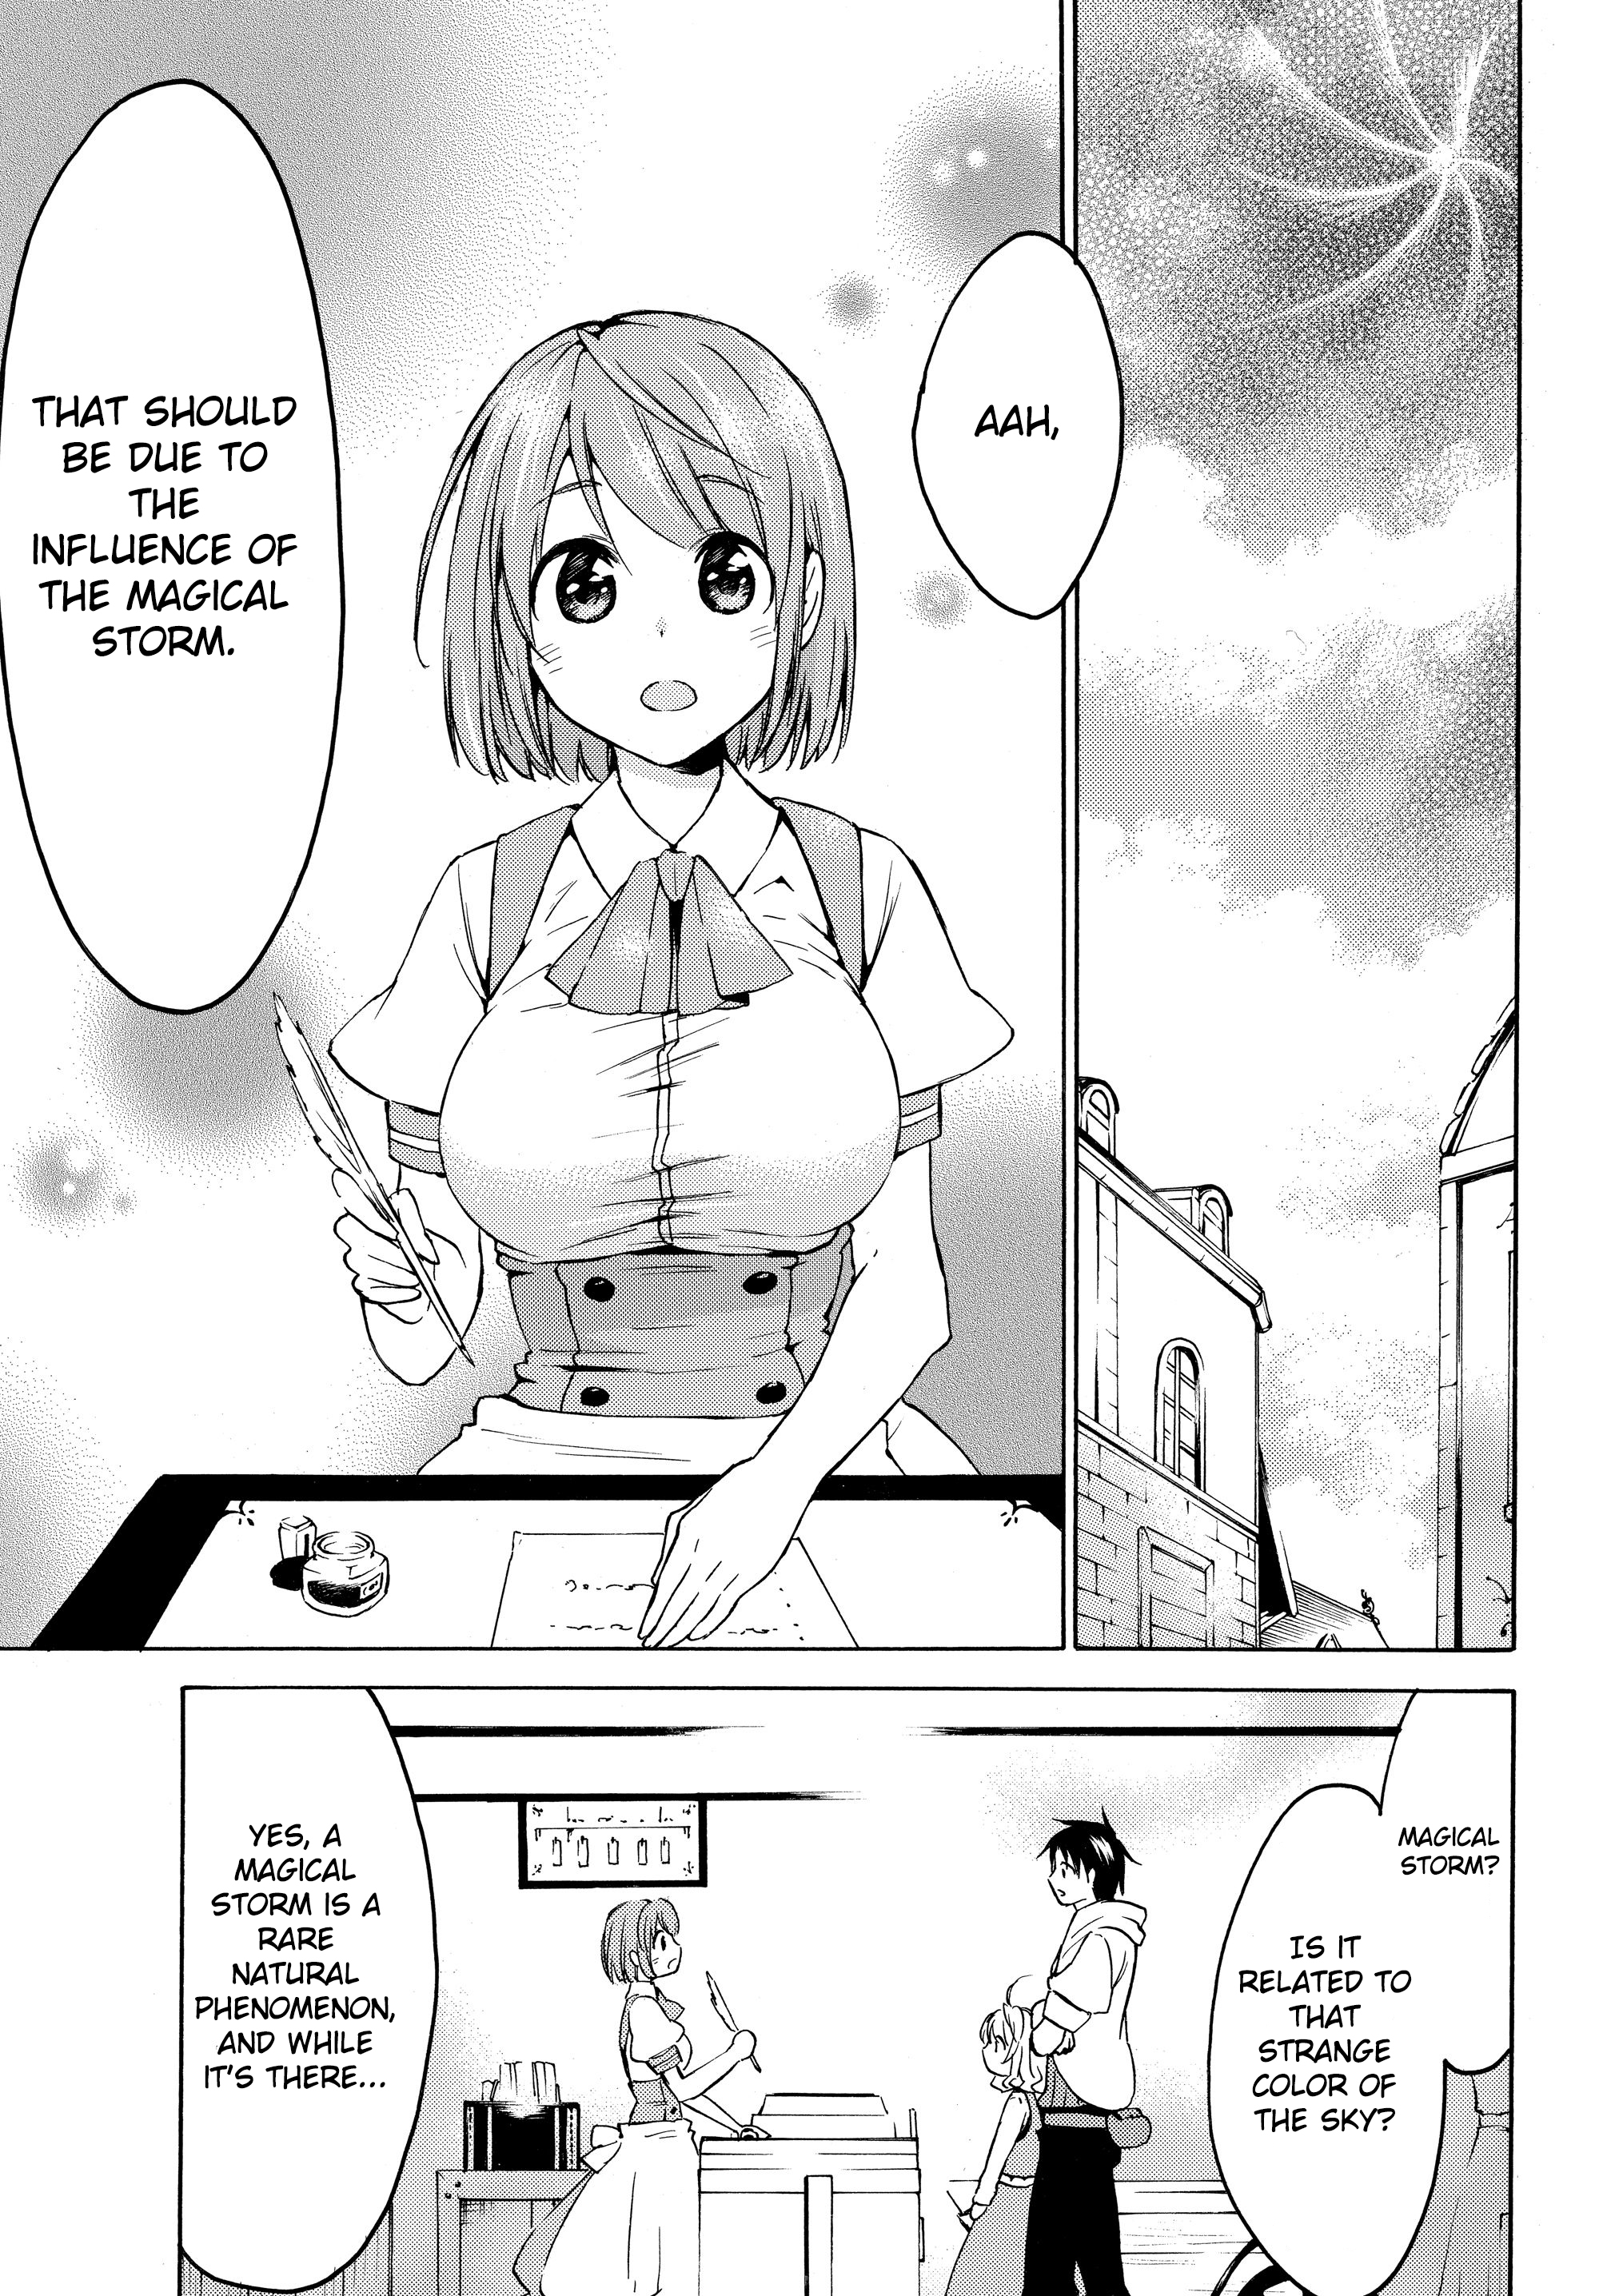 AAH,
THAT SHOULD
BE DUE TO
THE
INFLUENCE OF
THE MAGICAL
STORM.
MAGICAL
STORM?
IS IT
RELATED TO
THAT
STRANGE
COLOR OF
THE SKY?
YES, A
MAGICAL
STORM IS A
RARE
NATURAL
PHENOMENON,
AND WHILE
IT'S THERE...